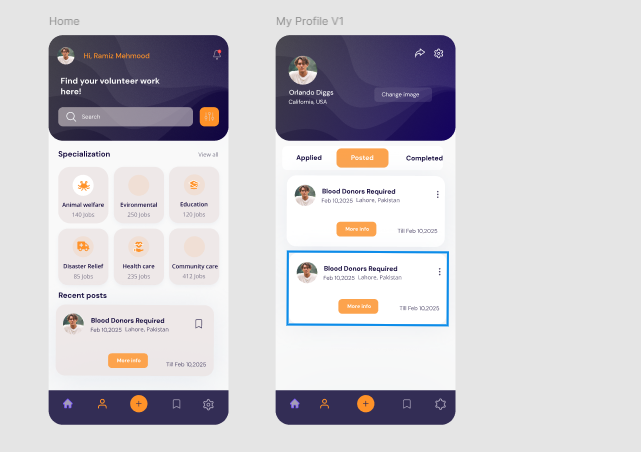 Home
Hi, Ramiz Mehmood
Find your volunteer work
here!
Search
Specialization
View all
Animal welfare
140 Jobs
Evironmental
250 Jobs
Education
120 Jobs
Disaster Relief
85 Jobs
Health care
235 Jobs
Community care
412 Jobs
Recent posts
Blood Donors Required
Feb 10,2025 Lahore, Pakistan
More info
Till Feb 10,2025
My Profile V1
Orlando Diggs
California, USA
Change image
Applied
Posted
Completed
Blood Donors Required
Feb 10,2025 Lahore, Pakistan
More info
Till Feb 10,2025
Blood Donors Required
Feb 10,2025 Lahore, Pakistan
More info
Till Feb 10,2025